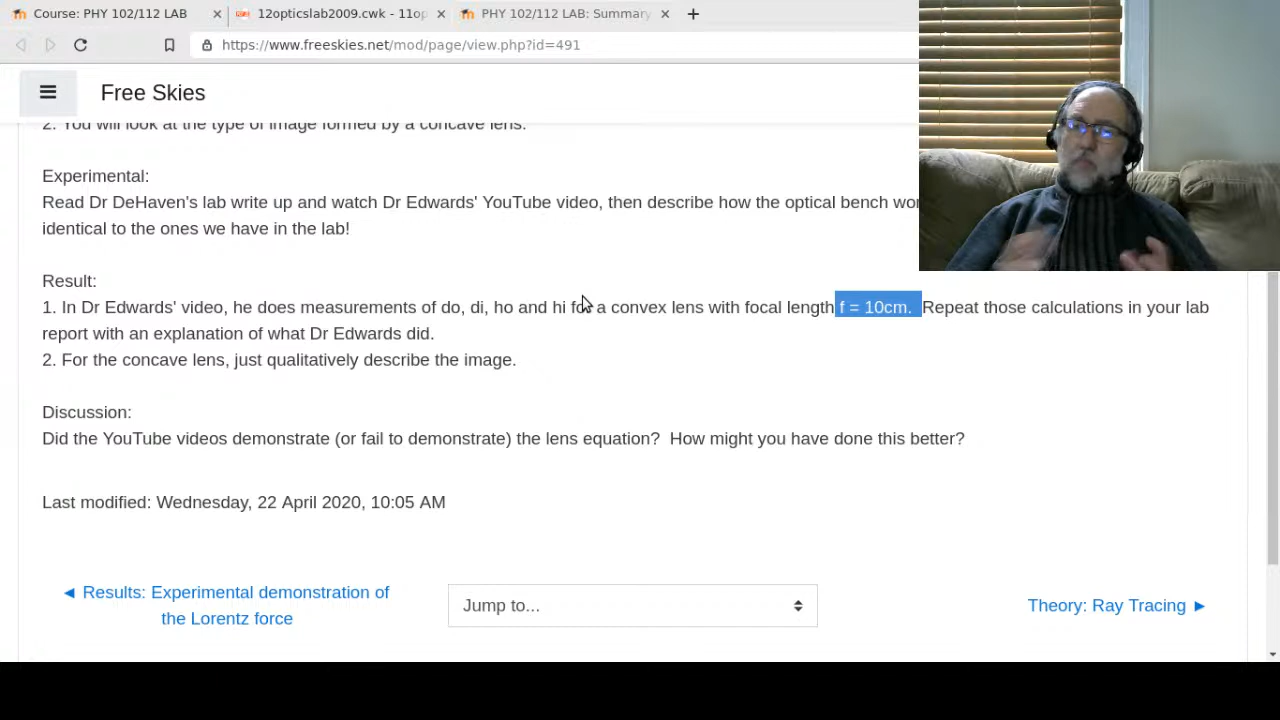 Course: PHY 102/112 LAB
12opticslab2009.cwk - 11op
PHY 102/112 LAB: Summary
https://www.freeskies.net/mod/page/view.php?id=491
Free Skies
2. You will look at the type of image formed by a concave lens.
Experimental:
Read Dr DeHaven's lab write up and watch Dr Edwards' YouTube video, then describe how the optical bench
identical to the ones we have in the lab!
Result:
1. In Dr Edwards' video, he does measurements of do, di, ho and hi for a convex lens with focal length f = 10cm. Repeat those calculations in your lab
report with an explanation of what Dr Edwards did.
2. For the concave lens, just qualitatively describe the image.
Discussion:
Did the YouTube videos demonstrate (or fail to demonstrate) the lens equation? How might you have done this better?
Last modified: Wednesday, 22 April 2020, 10:05 AM
◄ Results: Experimental demonstration of
the Lorentz force
Jump to...
Theory: Ray Tracing ►